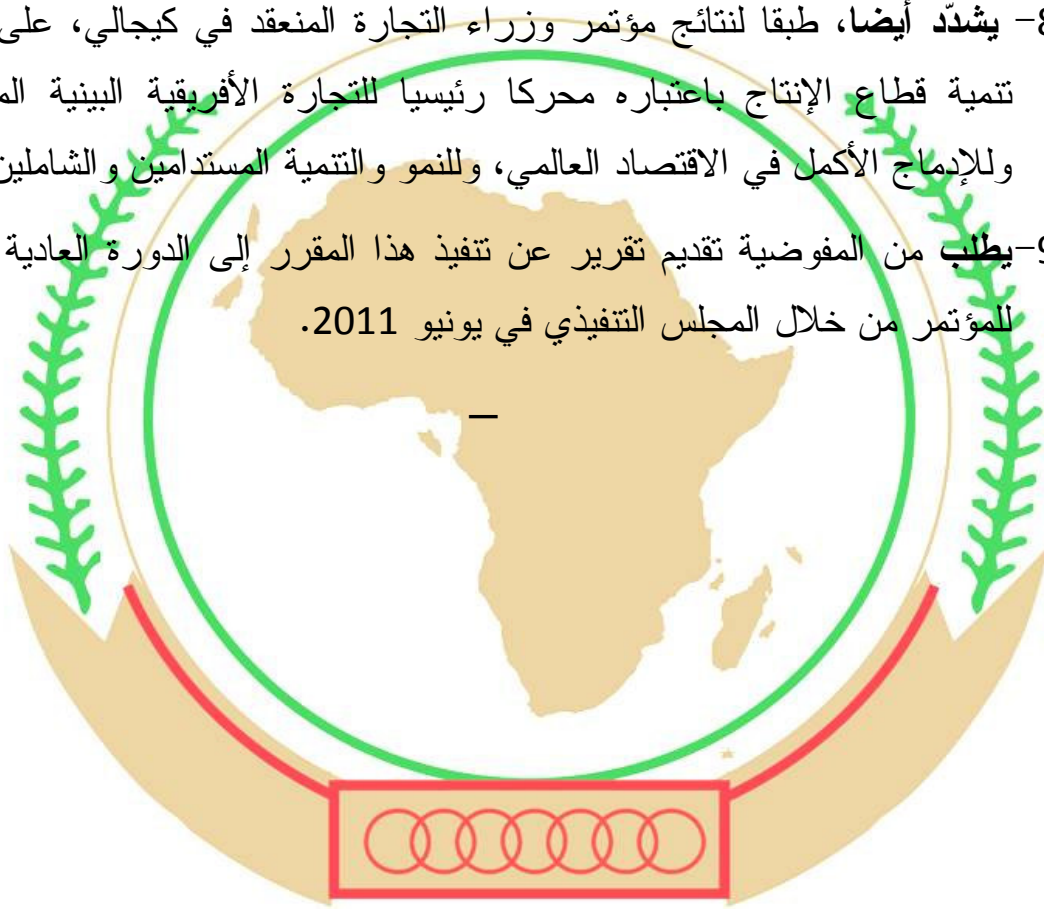 8- يشدّد أيضا، طبقا لنتائج مؤتمر وزراء التجارة المنعقد في كيجالي، على
تنمية قطاع الإنتاج باعتباره محركا رئيسيا للتجارة الأفريقية البينية
وللإدماج الأكمل في الاقتصاد العالمي، وللنمو والتنمية المستدامين والشاملين
9- يطلب من المفوضية تقديم تقرير عن تنفيذ هذا المقرر إلى الدورة العادية
للمؤتمر من خلال المجلس التنفيذي في يونيو 2011.